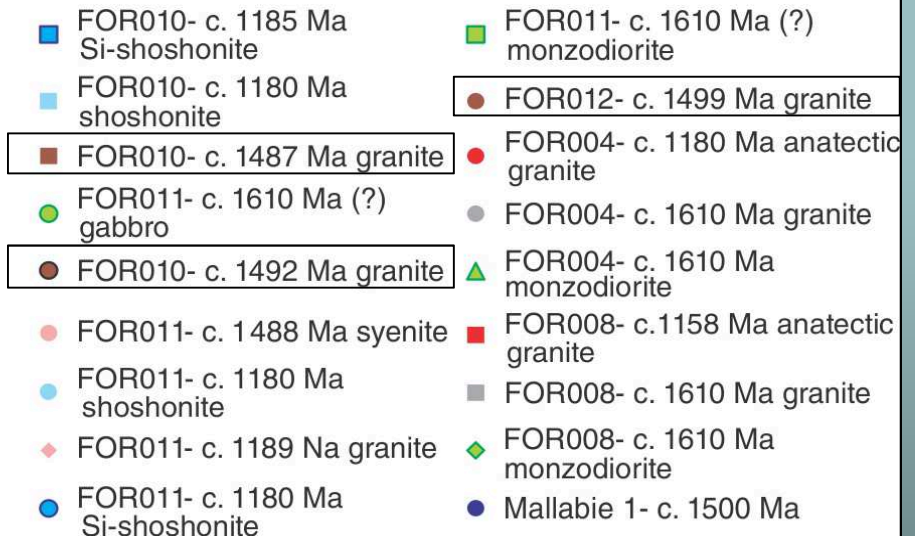 FOR010- c. 1185 Ma
Si-shoshonite
FOR010- c. 1180 Ma
shoshonite
FOR010- c. 1487 Ma granite
FOR011- c. 1610 Ma (?)
gabbro
FOR010- c. 1492 Ma granite
FOR011- c. 1488 Ma syenite
FOR011- c. 1180 Ma
shoshonite
FOR011- c. 1189 Na granite
FOR011- c. 1180 Ma
Si-shoshonite
FOR011- c. 1610 Ma (?)
monzodiorite
FOR012- c. 1499 Ma granite
FOR004- c. 1180 Ma anatectic
granite
FOR004- c. 1610 Ma granite
FOR004- c. 1610 Ma
monzodiorite
FOR008- c.1158 Ma anatectic
granite
FOR008- c. 1610 Ma granite
FOR008- c. 1610 Ma
monzodiorite
Mallabie 1- c. 1500 Ma